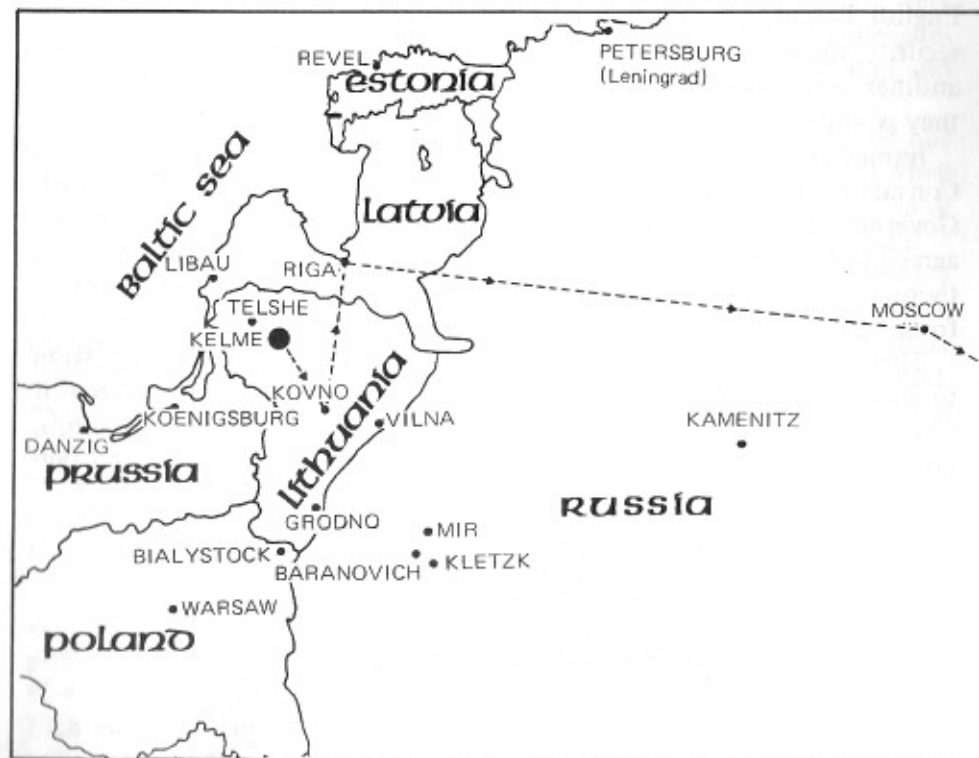 REVEL
estonia
PETERSBURG
(Leningrad)
Baltic sea
latvia
LIBAU
RIGA
TELSHE
MOSCOW
KELME
KOVNO
lithuania
KOENIGSBURG
VILNA
KAMENITZ
DANZIG
prussia
RUSSIA
GRODNO
MIR
BIALYSTOCK
BARANOVICH
KLETZK
WARSAW
poland